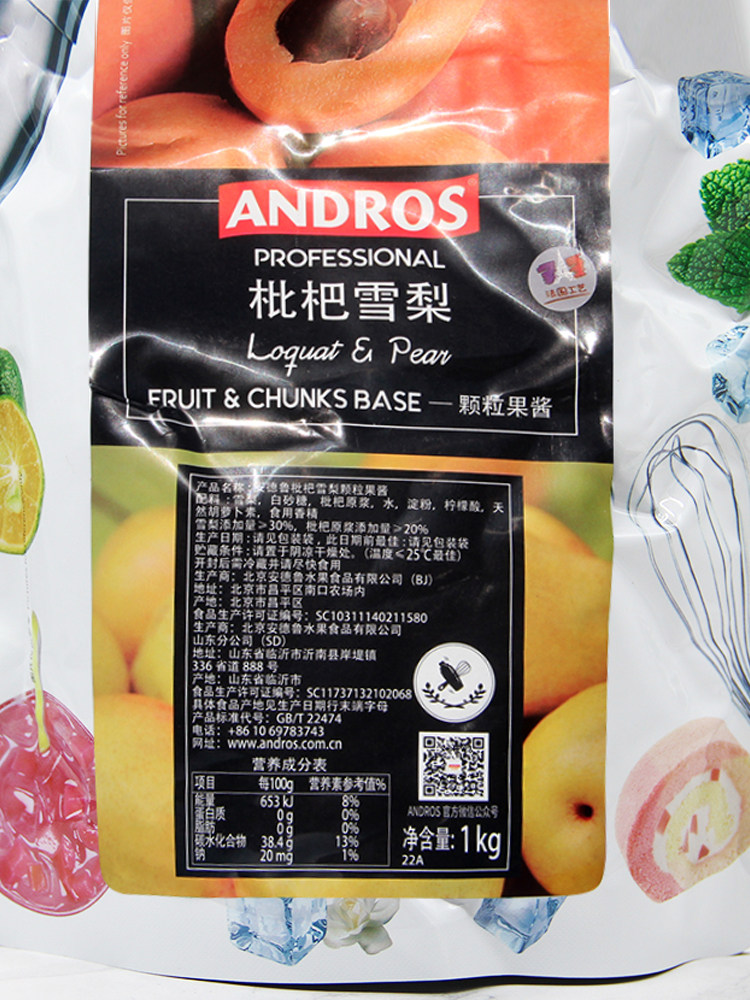 Pictures for reference only 图片仅供
ANDROS
PROFESSIONAL
枇杷雪梨
法国工艺
Loquat & Pear
FRUIT & CHUNKS BASE — 颗粒果酱
产品名称：安德鲁枇杷雪梨颗粒果酱
配料：雪梨，白砂糖，枇杷原浆，水，淀粉，柠檬酸，天
然胡萝卜素，食用香精
雪梨添加量≥30%，枇杷原浆添加量≥20%
生产日期：请见包装袋，此日期前最佳：请见包装袋
贮藏条件：请置于阴凉干燥处。（温度≤25℃最佳）
开封后需冷藏并请尽快食用
生产商：北京安德鲁水果食品有限公司（BJ）
地址：北京市昌平区南口农场内
产地：北京市昌平区
食品生产许可证编号：SC10311140211580
生产商：北京安德鲁水果食品有限公司
山东分公司（SD）
地址：山东省临沂市沂南县岸堤镇
336 省道 888 号
产地：山东省临沂市
食品生产许可证编号：SC11737132102068
具体食品产地见生产日期行末端字母
产品标准代号：GB/T 22474
电话：+86 10 69783743
网址：www.andros.com.cn
营养成分表
项目 每100g 营养素参考值%
能量 653 kJ 8%
蛋白质 0 g 0%
脂肪 0 g 0%
碳水化合物 38.4 g 13%
钠 20 mg 1%
ANDROS 官方微信公众号
净含量：1kg
22A